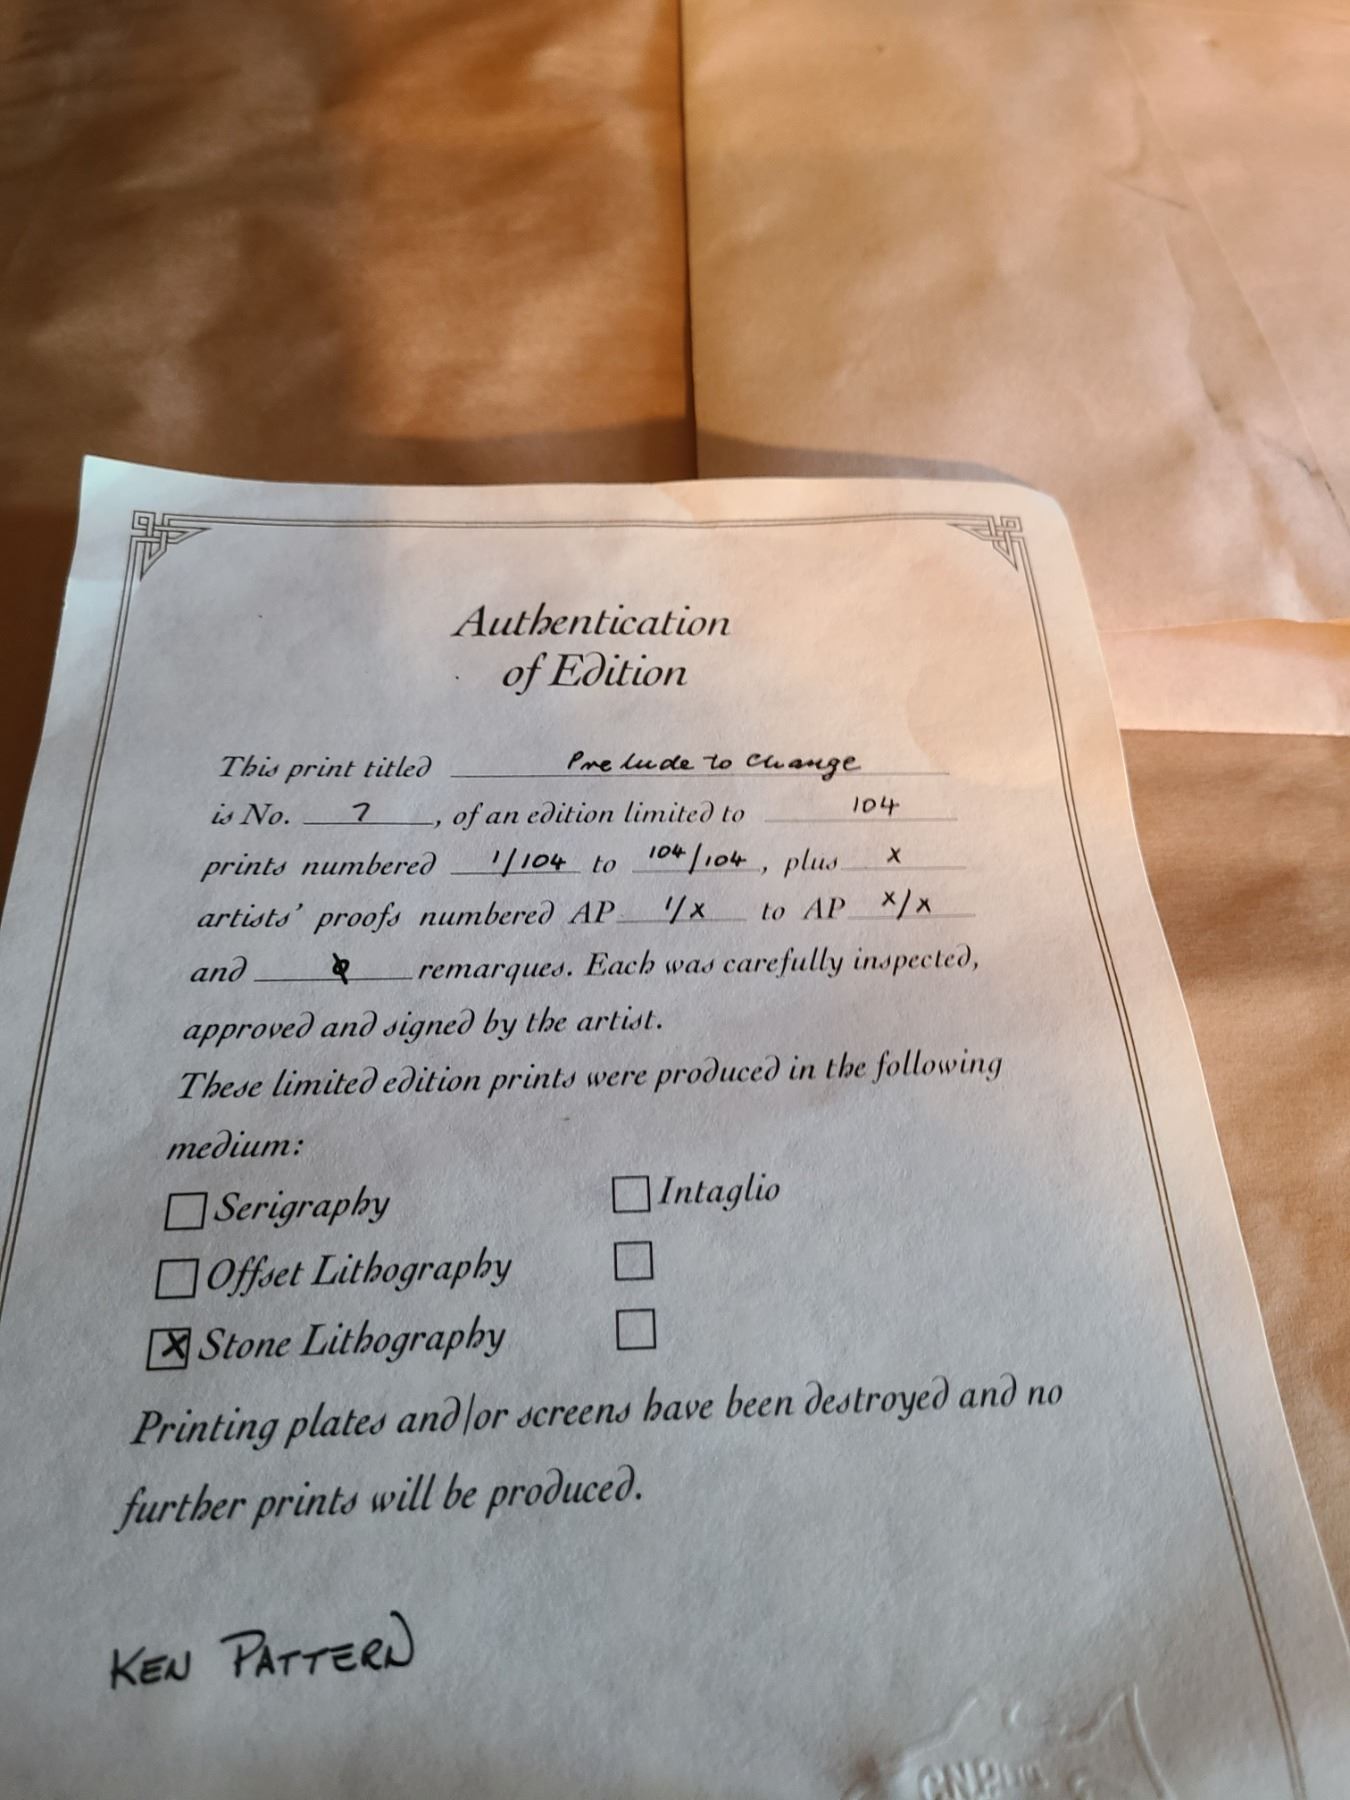 Authentication
of Edition
This print titled Prelude to Change
is No. 7, of an edition limited to 104
prints numbered 1/104 to 104/104, plus X
artists' proofs numbered AP 1/X to AP X/X
and 0 remarques. Each was carefully inspected,
approved and signed by the artist.
These limited edition prints were produced in the following
medium:
Serigraphy Intaglio
Offset Lithography
X Stone Lithography
Printing plates and/or screens have been destroyed and no
further prints will be produced.
KEN PATTERN